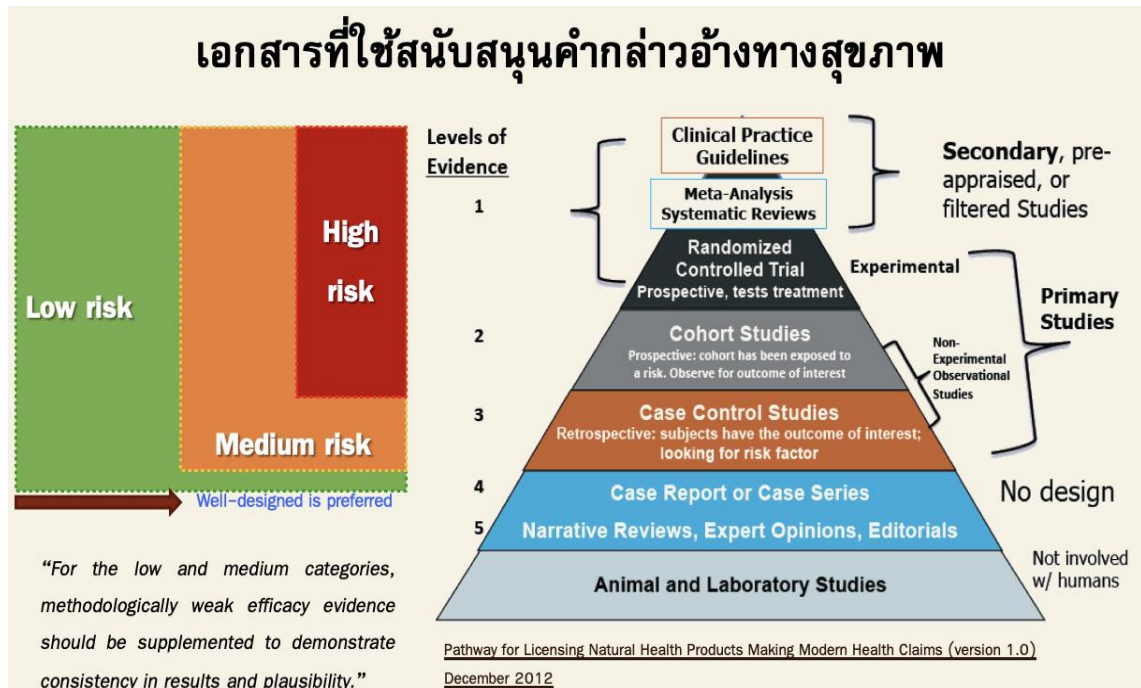 เอกสารที่ใช้สนับสนุนคำกล่าวอ้างทางสุขภาพ
Low risk
Medium risk
High
risk
Well-designed is preferred
"For the low and medium categories,
methodologically weak efficacy evidence
should be supplemented to demonstrate
consistency in results and plausibility."
Levels of
Evidence
1
2
3
4
5
Clinical Practice
Guidelines
Meta-Analysis
Systematic Reviews
Randomized
Controlled Trial
Prospective, tests treatment
Cohort Studies
Prospective: cohort has been exposed to
a risk. Observe for outcome of interest
Case Control Studies
Retrospective: subjects have the outcome of interest;
looking for risk factor
Case Report or Case Series
Narrative Reviews, Expert Opinions, Editorials
Animal and Laboratory Studies
Secondary, pre-
appraised, or
filtered Studies
Experimental
Primary
Studies
Non-
Experimental
Observational
Studies
No design
Not involved
w/ humans
Pathway for Licensing Natural Health Products Making Modern Health Claims (version 1.0)
December 2012